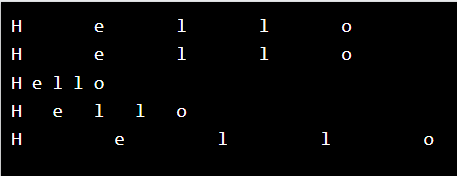 H       e       l       l       o
H       e       l       l       o
H e l l o
H   e   l   l   o
H         e         l         l         o